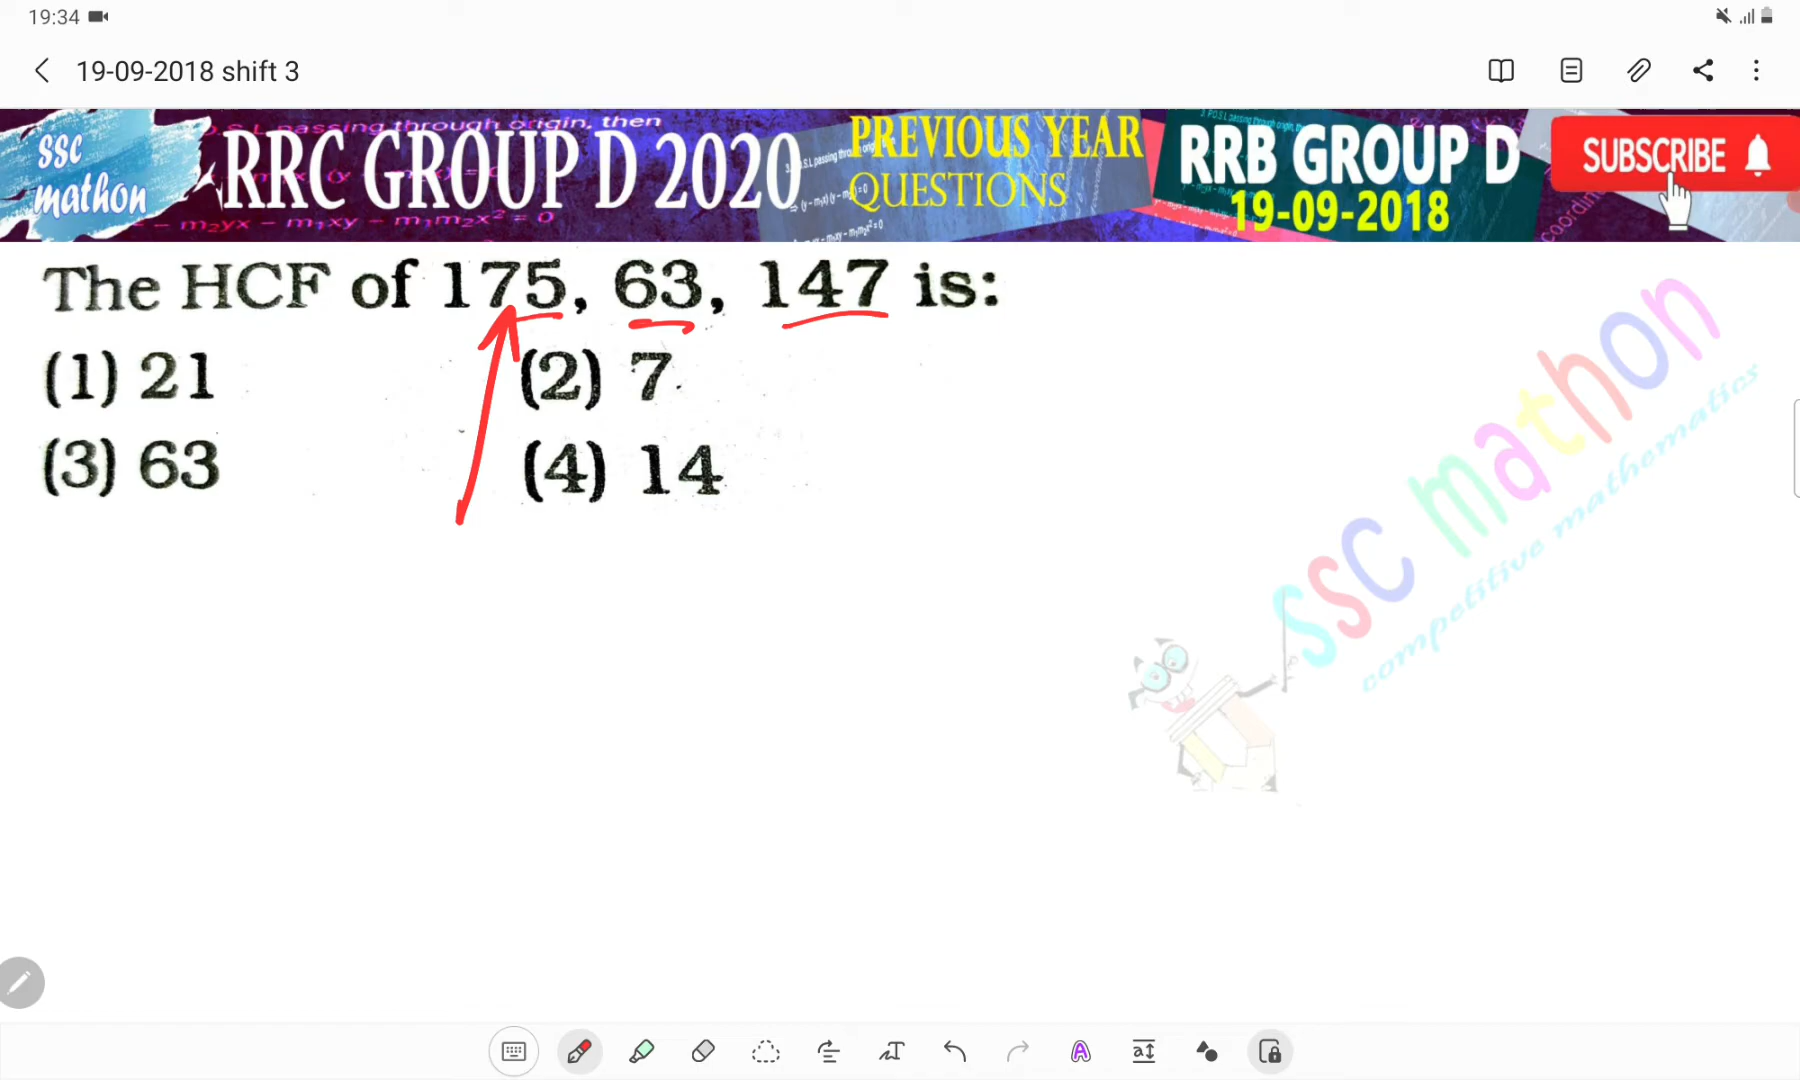 19:34
19-09-2018 shift 3
SSC mathon
RRC GROUP D 2020
PREVIOUS YEAR QUESTIONS
RRB GROUP D
19-09-2018
SUBSCRIBE
The HCF of 175, 63, 147 is:
(1) 21 (2) 7
(3) 63 (4) 14
SSC mathon
competitive mathematics